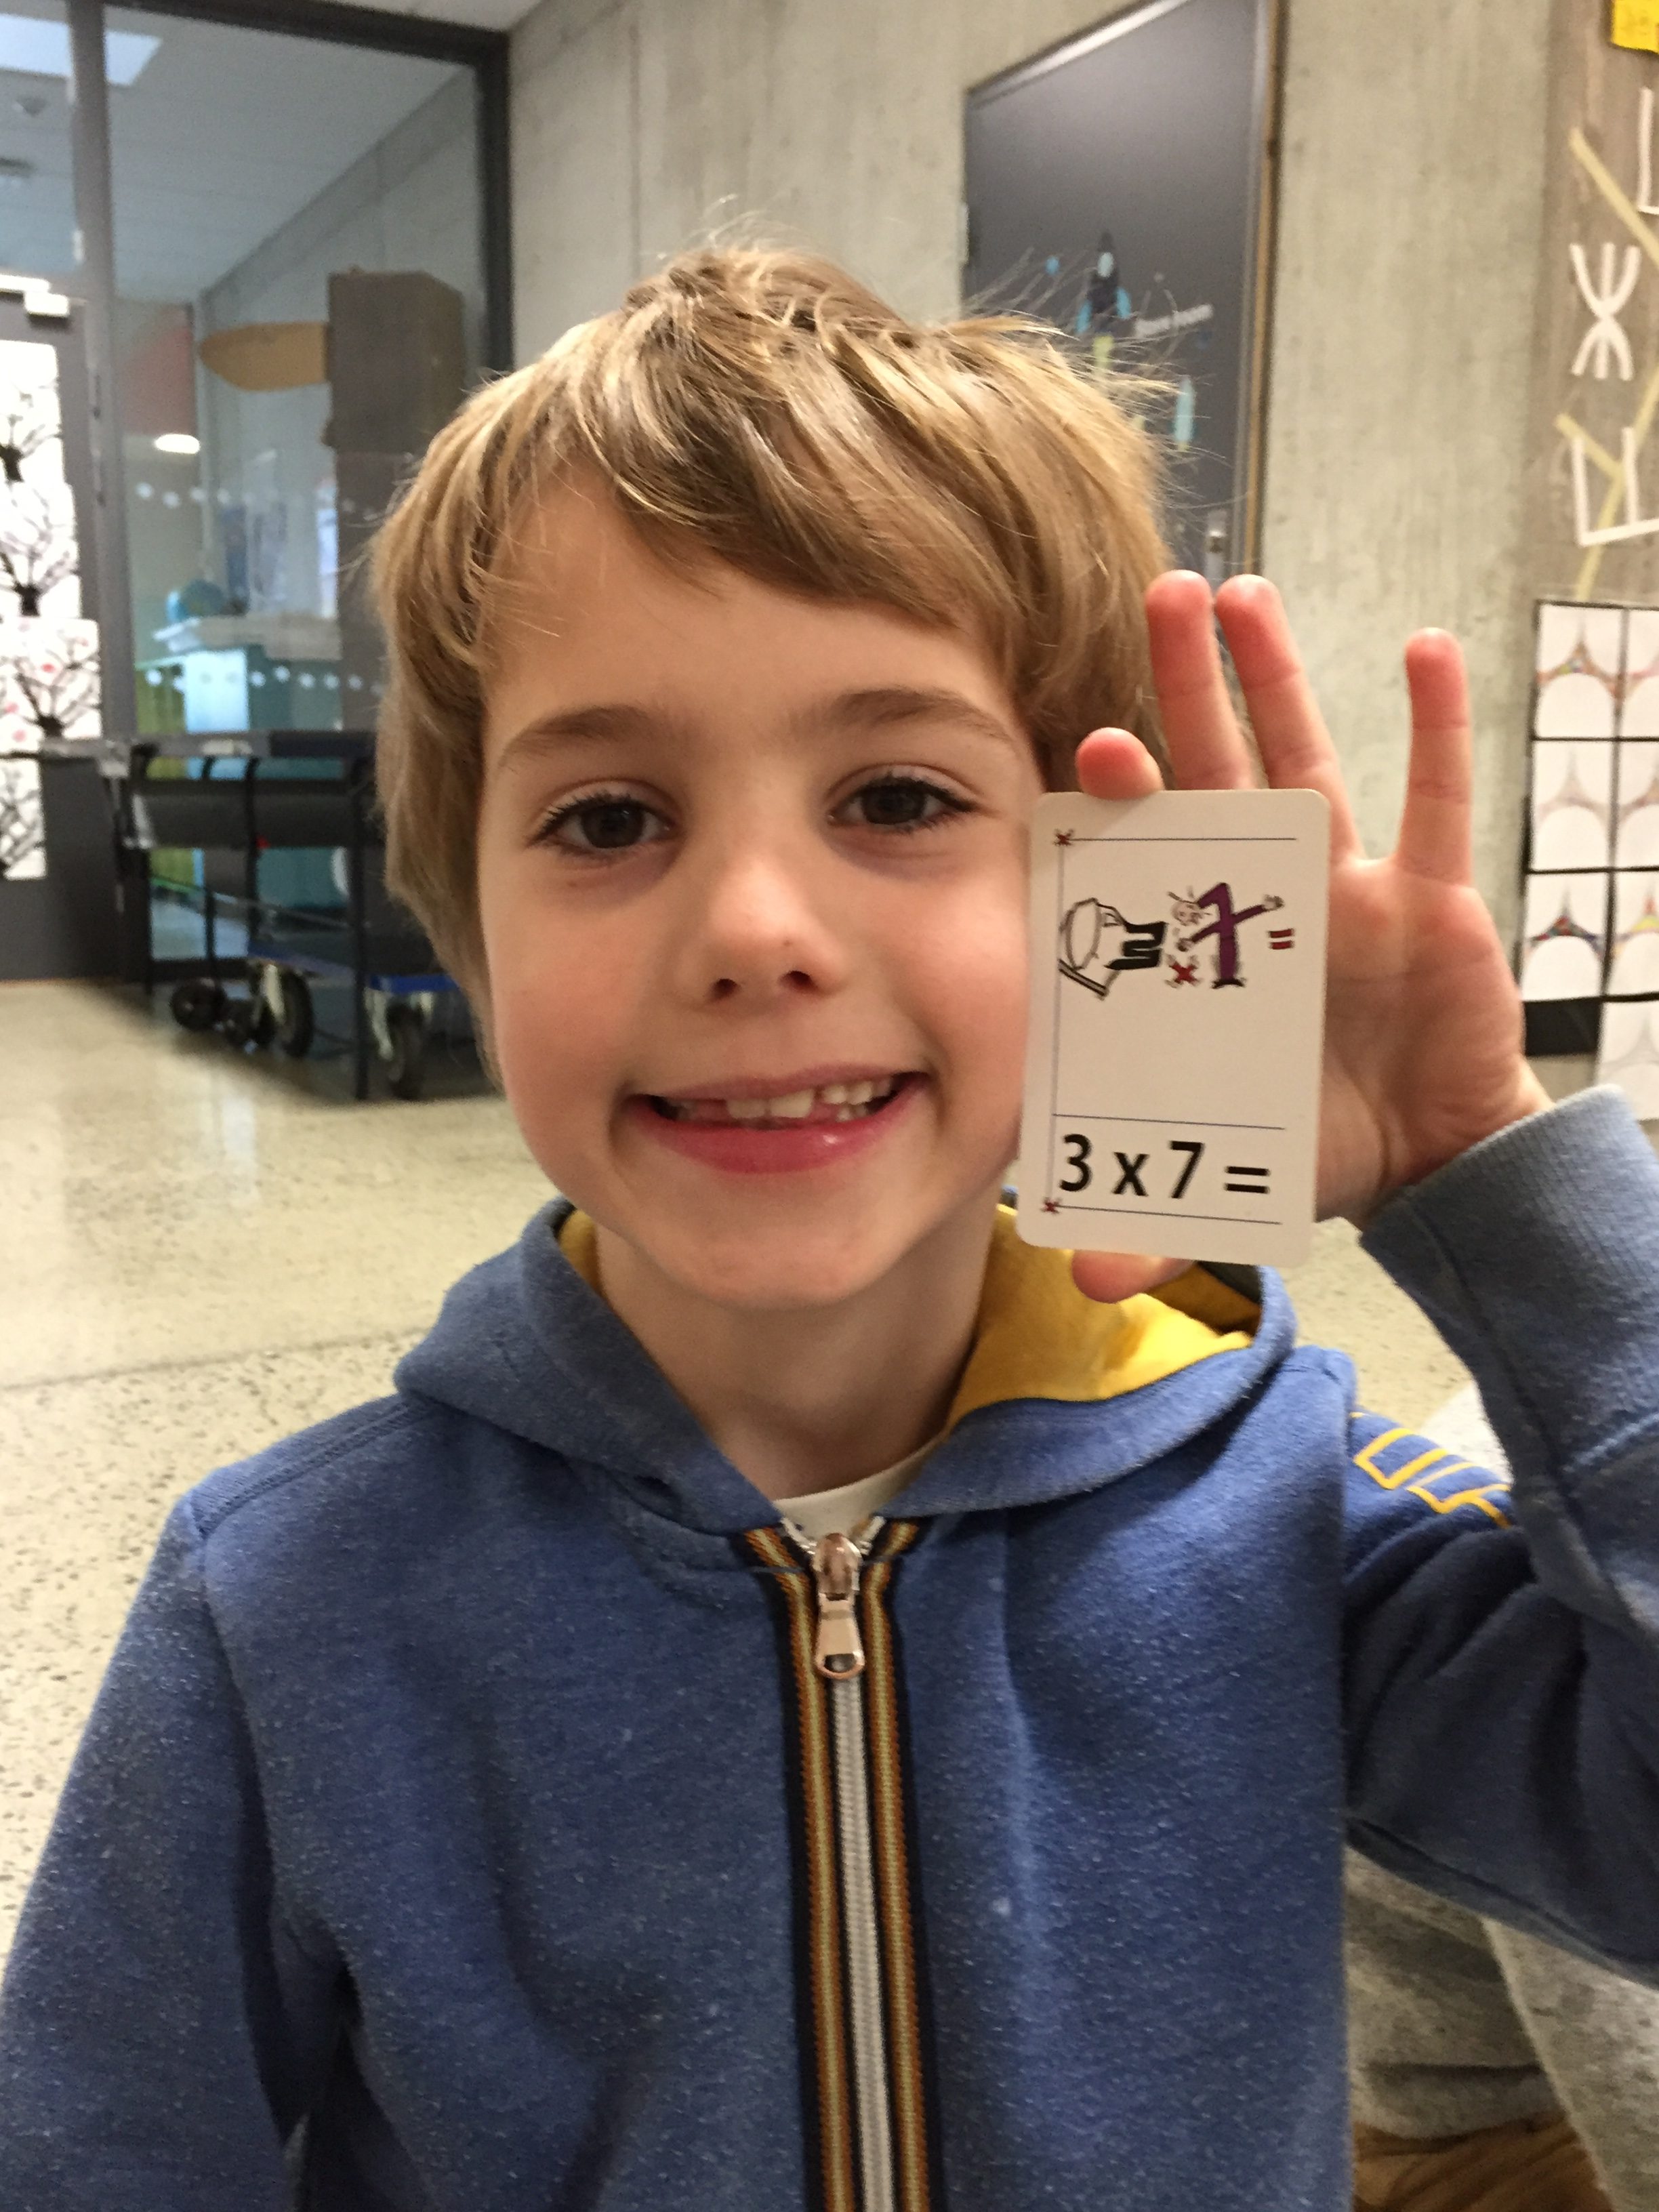 3 x 7 =